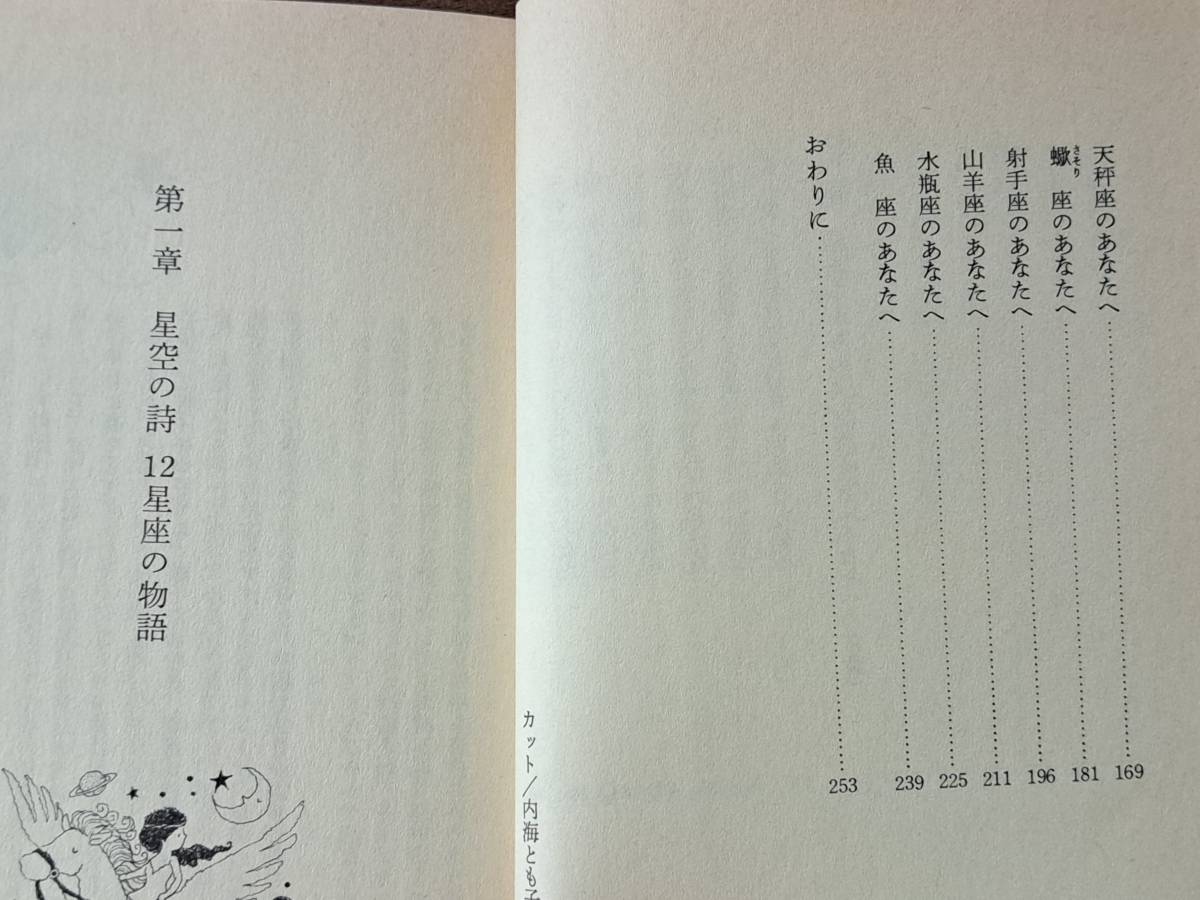 天秤座のあなたへ……………………169
蠍　座のあなたへ……………………181
さそり
射手座のあなたへ……………………196
山羊座のあなたへ……………………211
水瓶座のあなたへ……………………225
魚　座のあなたへ……………………239
おわりに……………………253
カット/内海とも子
第一章　星空の詩 12星座の物語